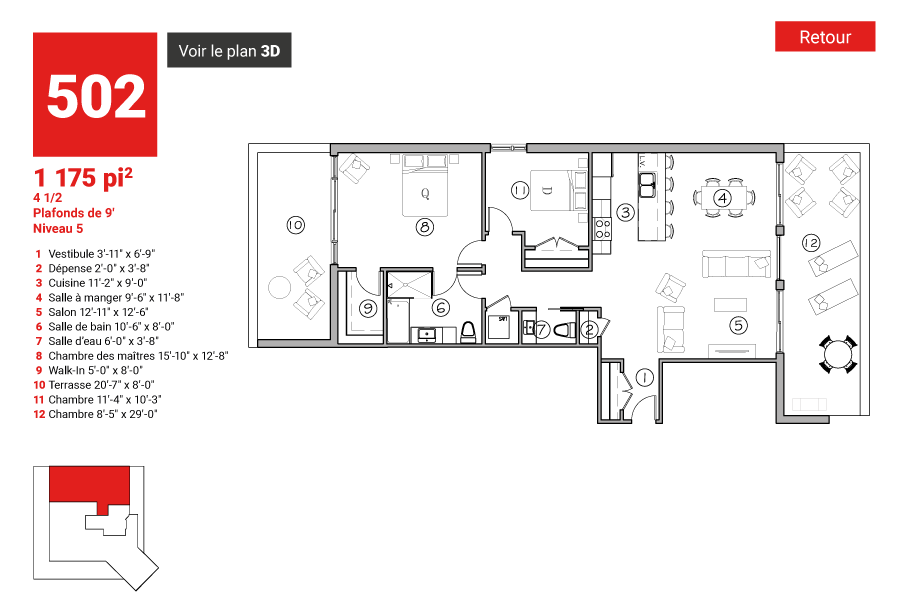 Voir le plan 3D
Retour
502
1 175 pi²
4 1/2
Plafonds de 9'
Niveau 5
1 Vestibule 3'-11" x 6'-9"
2 Dépense 2'-0" x 3'-8"
3 Cuisine 11'-2" x 9'-0"
4 Salle à manger 9'-6" x 11'-8"
5 Salon 12'-11" x 12'-6"
6 Salle de bain 10'-6" x 8'-0"
7 Salle d'eau 6'-0" x 3'-8"
8 Chambre des maîtres 15'-10" x 12'-8"
9 Walk-In 5'-0" x 8'-0"
10 Terrasse 20'-7" x 8'-0"
11 Chambre 11'-4" x 10'-3"
12 Chambre 8'-5" x 29'-0"
L.V.
Q
D
11
4
3
8
10
12
9
6
7
2
5
1